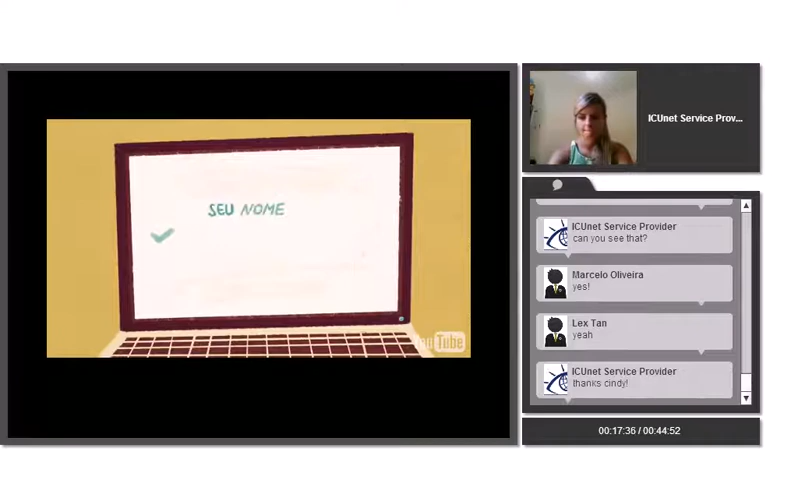 SEU NOME
Tube
ICUnet Service Prov...
ICUnet Service Provider
can you see that?
Marcelo Oliveira
yes!
Lex Tan
yeah
ICUnet Service Provider
thanks cindy!
00:17:36 / 00:44:52